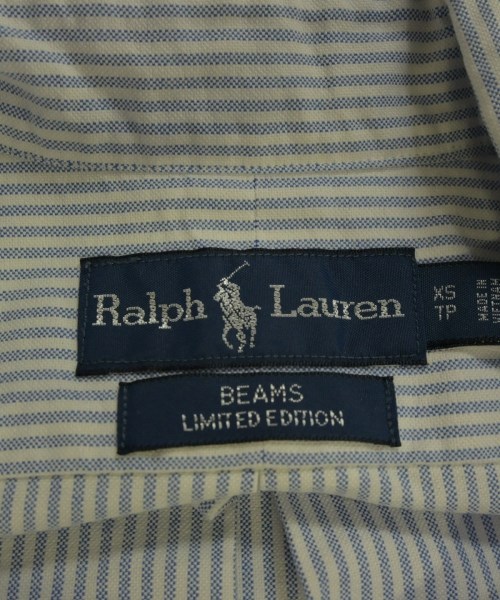 Ralph Lauren
XS
TP
MADE IN
VIETNAM
BEAMS
LIMITED EDITION